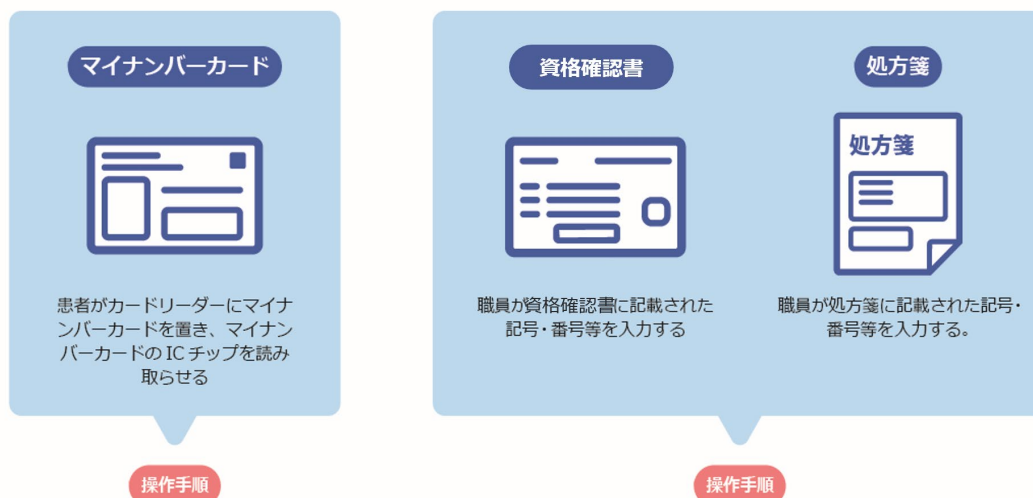 マイナンバーカード
患者がカードリーダーにマイナ
ンバーカードを置き、マイナン
バーカードの IC チップを読み
取らせる
操作手順
資格確認書
職員が資格確認書に記載された
記号・番号等を入力する
処方箋
処方箋
職員が処方箋に記載された記号・
番号等を入力する。
操作手順